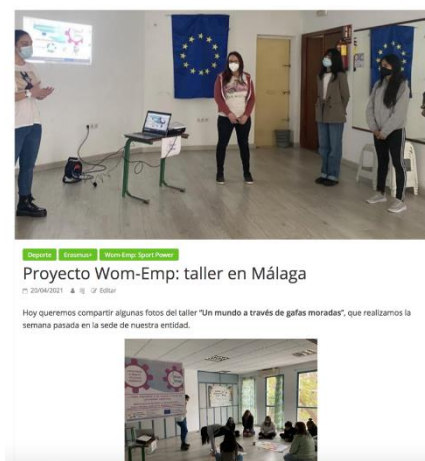 Deporte Erasmus+ Wom-Emp: Sport Power
Proyecto Wom-Emp: taller en Málaga
20/04/2021 Editar
Hoy queremos compartir algunas fotos del taller "Un mundo a través de gafas moradas", que realizamos la
semana pasada en la sede de nuestra entidad.